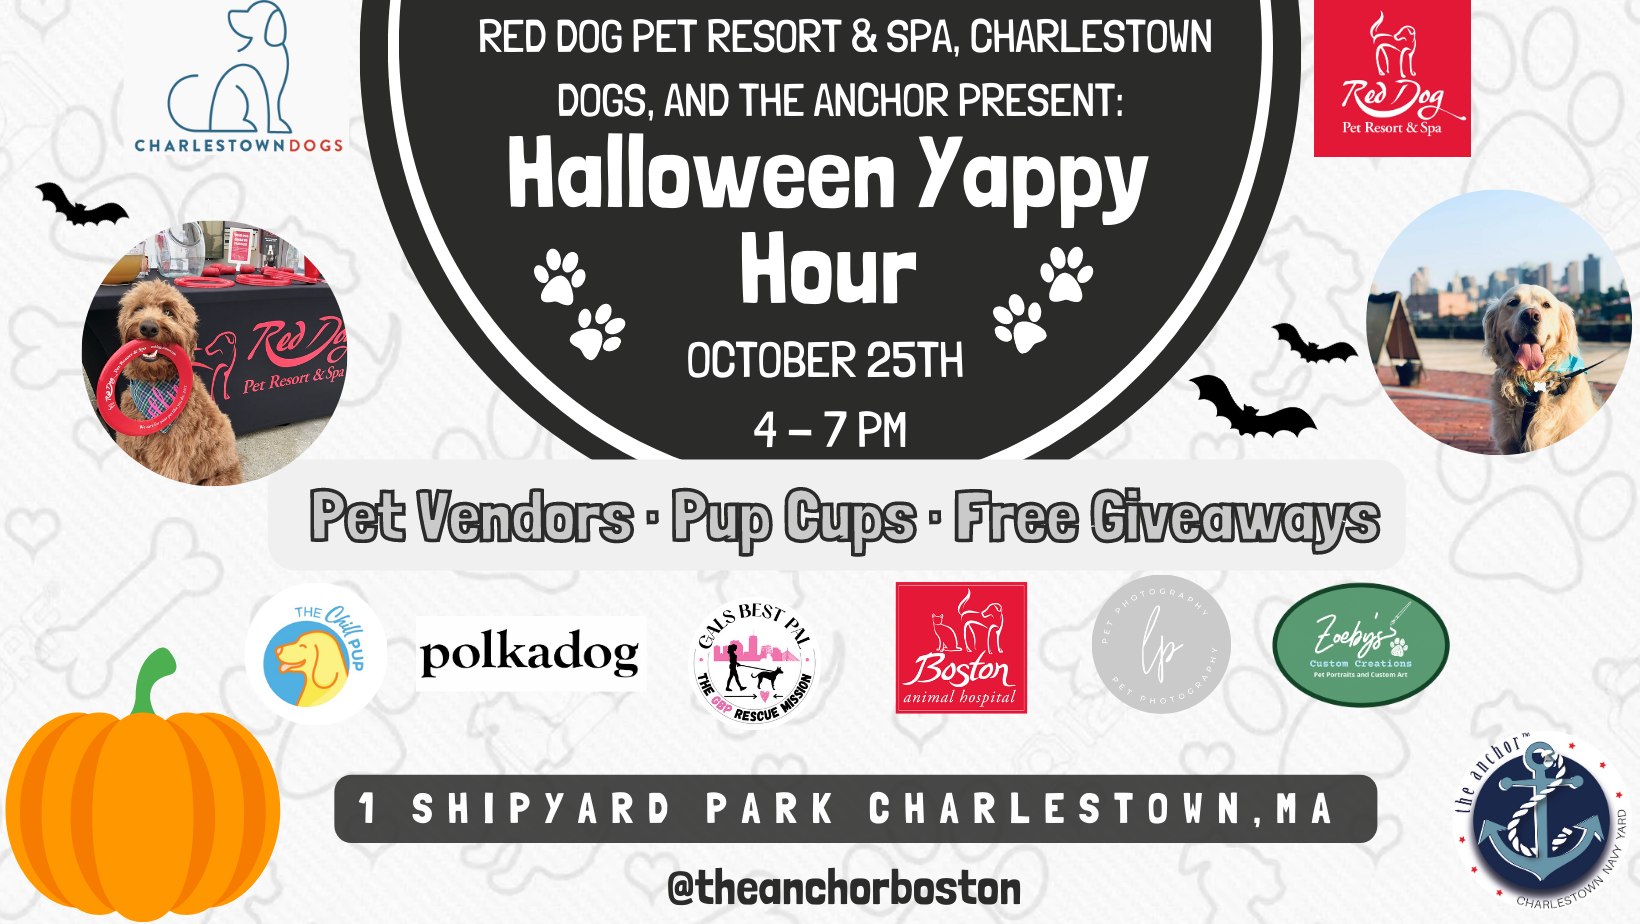 CHARLESTOWNDOGS
RED DOG PET RESORT & SPA, CHARLESTOWN
DOGS, AND THE ANCHOR PRESENT:
Halloween Yappy
Hour
OCTOBER 25TH
4 – 7 PM
Red Dog
Pet Resort & Spa
Red Dog
Pet Resort & Spa
Pet Vendors · Pup Cups · Free Giveaways
THE Chill PUP
polkadog
GALS BEST PAL
THE GBP RESCUE MISSION
Boston
animal hospital
PET PHOTOGRAPHY
lp
PET PHOTOGRAPHY
Zoeby's
Custom Creations
Pet Portraits and Custom Art
1 SHIPYARD PARK CHARLESTOWN,MA
@theanchorboston
the anchor™
CHARLESTOWN NAVY YARD